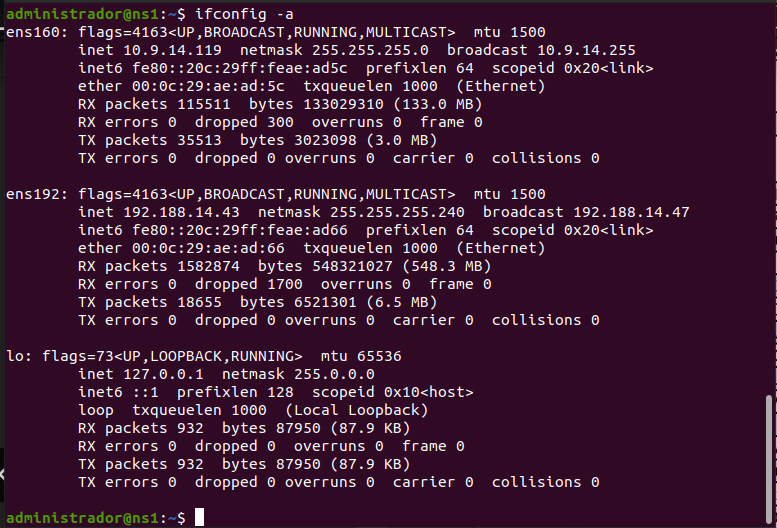 administrador@ns1:~$ ifconfig -a
ens160: flags=4163<UP,BROADCAST,RUNNING,MULTICAST>  mtu 1500
        inet 10.9.14.119  netmask 255.255.255.0  broadcast 10.9.14.255
        inet6 fe80::20c:29ff:feae:ad5c  prefixlen 64  scopeid 0x20<link>
        ether 00:0c:29:ae:ad:5c  txqueuelen 1000  (Ethernet)
        RX packets 115511  bytes 133029310 (133.0 MB)
        RX errors 0  dropped 300  overruns 0  frame 0
        TX packets 35513  bytes 3023098 (3.0 MB)
        TX errors 0  dropped 0 overruns 0  carrier 0  collisions 0

ens192: flags=4163<UP,BROADCAST,RUNNING,MULTICAST>  mtu 1500
        inet 192.188.14.43  netmask 255.255.255.240  broadcast 192.188.14.47
        inet6 fe80::20c:29ff:feae:ad66  prefixlen 64  scopeid 0x20<link>
        ether 00:0c:29:ae:ad:66  txqueuelen 1000  (Ethernet)
        RX packets 1582874  bytes 548321027 (548.3 MB)
        RX errors 0  dropped 1700  overruns 0  frame 0
        TX packets 18655  bytes 6521301 (6.5 MB)
        TX errors 0  dropped 0 overruns 0  carrier 0  collisions 0

lo: flags=73<UP,LOOPBACK,RUNNING>  mtu 65536
        inet 127.0.0.1  netmask 255.0.0.0
        inet6 ::1  prefixlen 128  scopeid 0x10<host>
        loop  txqueuelen 1000  (Local Loopback)
        RX packets 932  bytes 87950 (87.9 KB)
        RX errors 0  dropped 0  overruns 0  frame 0
        TX packets 932  bytes 87950 (87.9 KB)
        TX errors 0  dropped 0 overruns 0  carrier 0  collisions 0

administrador@ns1:~$